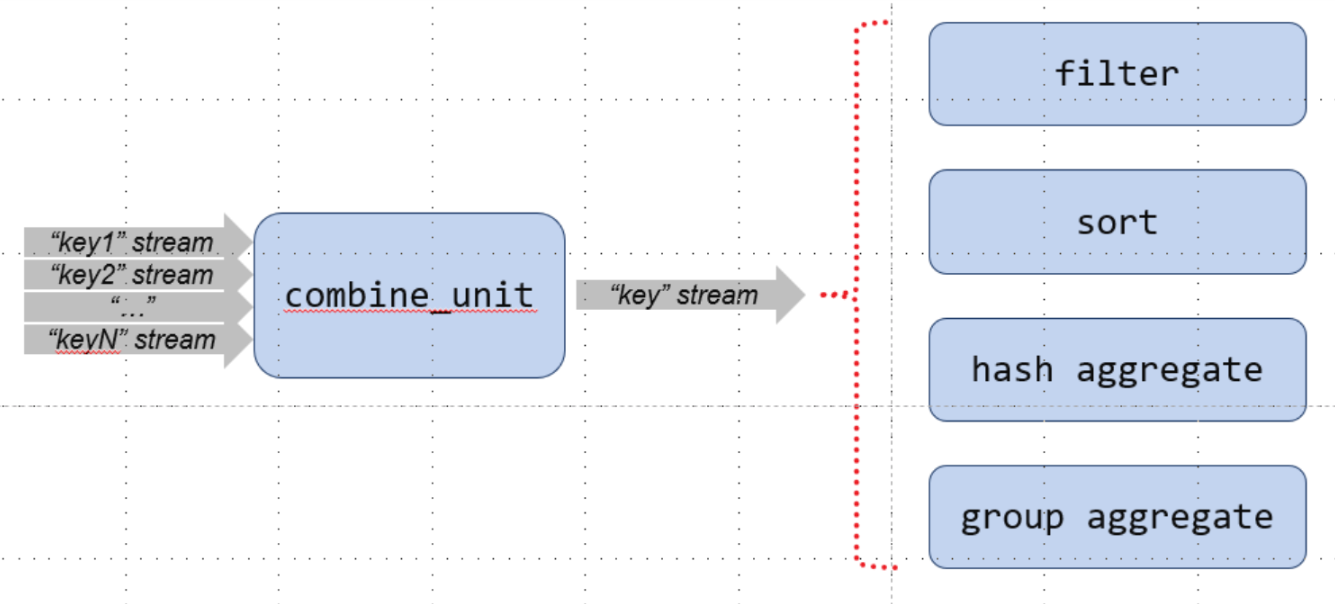 “key1” stream
“key2” stream
“...”
“keyN” stream
combine_unit
“key” stream
filter
sort
hash aggregate
group aggregate